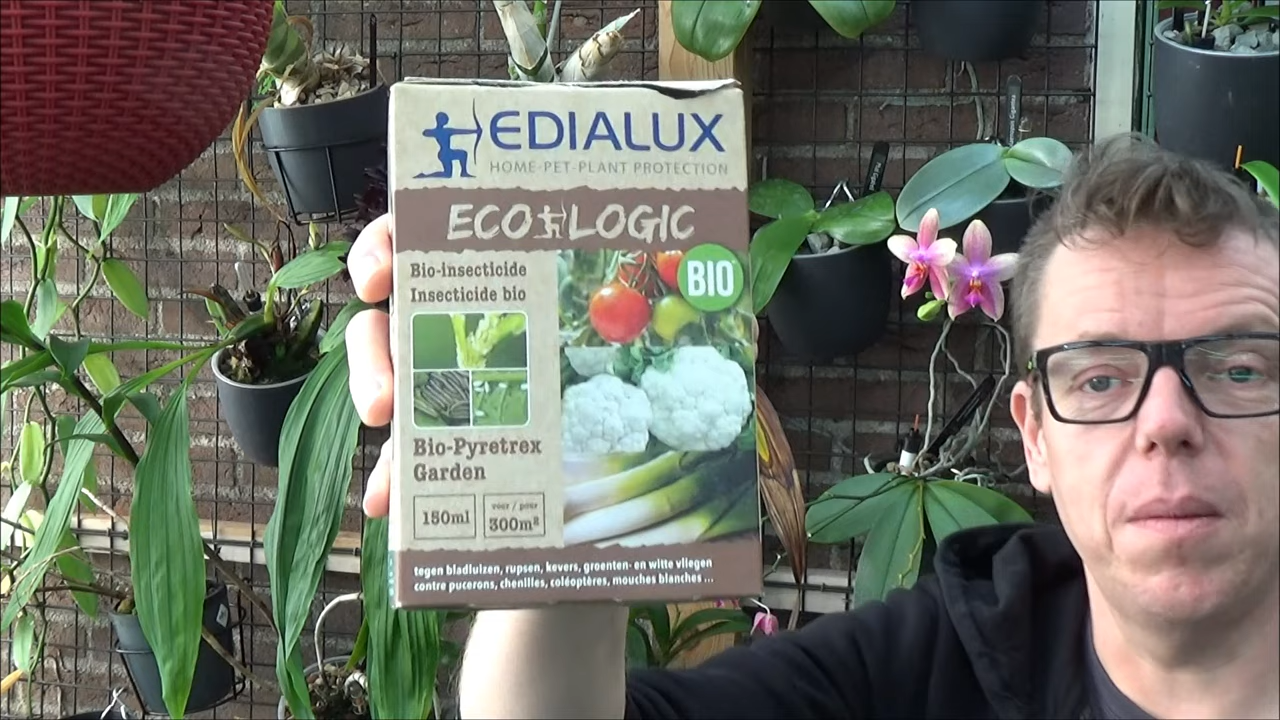 EDIALUX
HOME-PET-PLANT PROTECTION
ECO LOGIC
BIO
Bio-insecticide
Insecticide bio
Bio-Pyretrex
Garden
150ml
voor / pour
300m²
tegen bladluizen, rupsen, kevers, groenten- en witte vliegen
contre pucerons, chenilles, coléoptères, mouches blanches ...